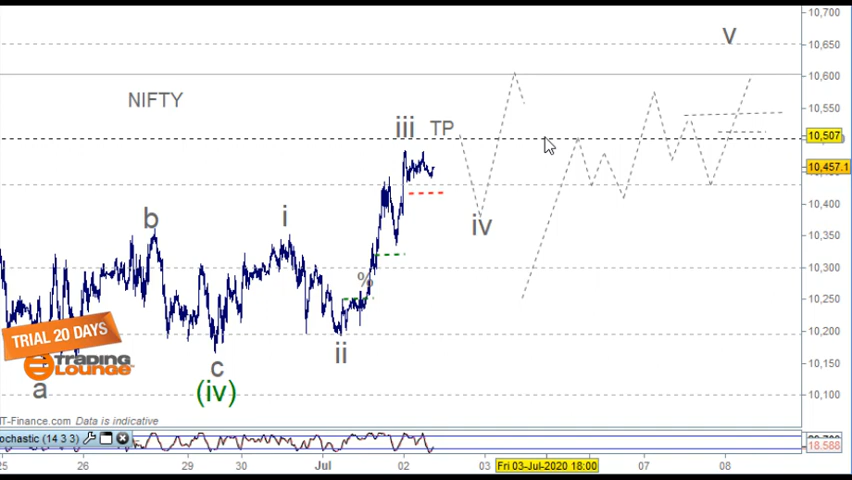 10,700
V
10,650
10,600
NIFTY
10,550
iii TP
10,507
10,457.1
10,400
b
i
iv
10,350
%
10,300
10,250
TRIAL 20 DAYS
10,200
ii
TRADING
LOUNGE
c
10,150
a
(iv)
10,100
IT-Finance.com Data is indicative
ochastic (14 3 3)
18.588
25 26 29 30 Jul 02 03 Fri 03-Jul-2020 18:00 07 08